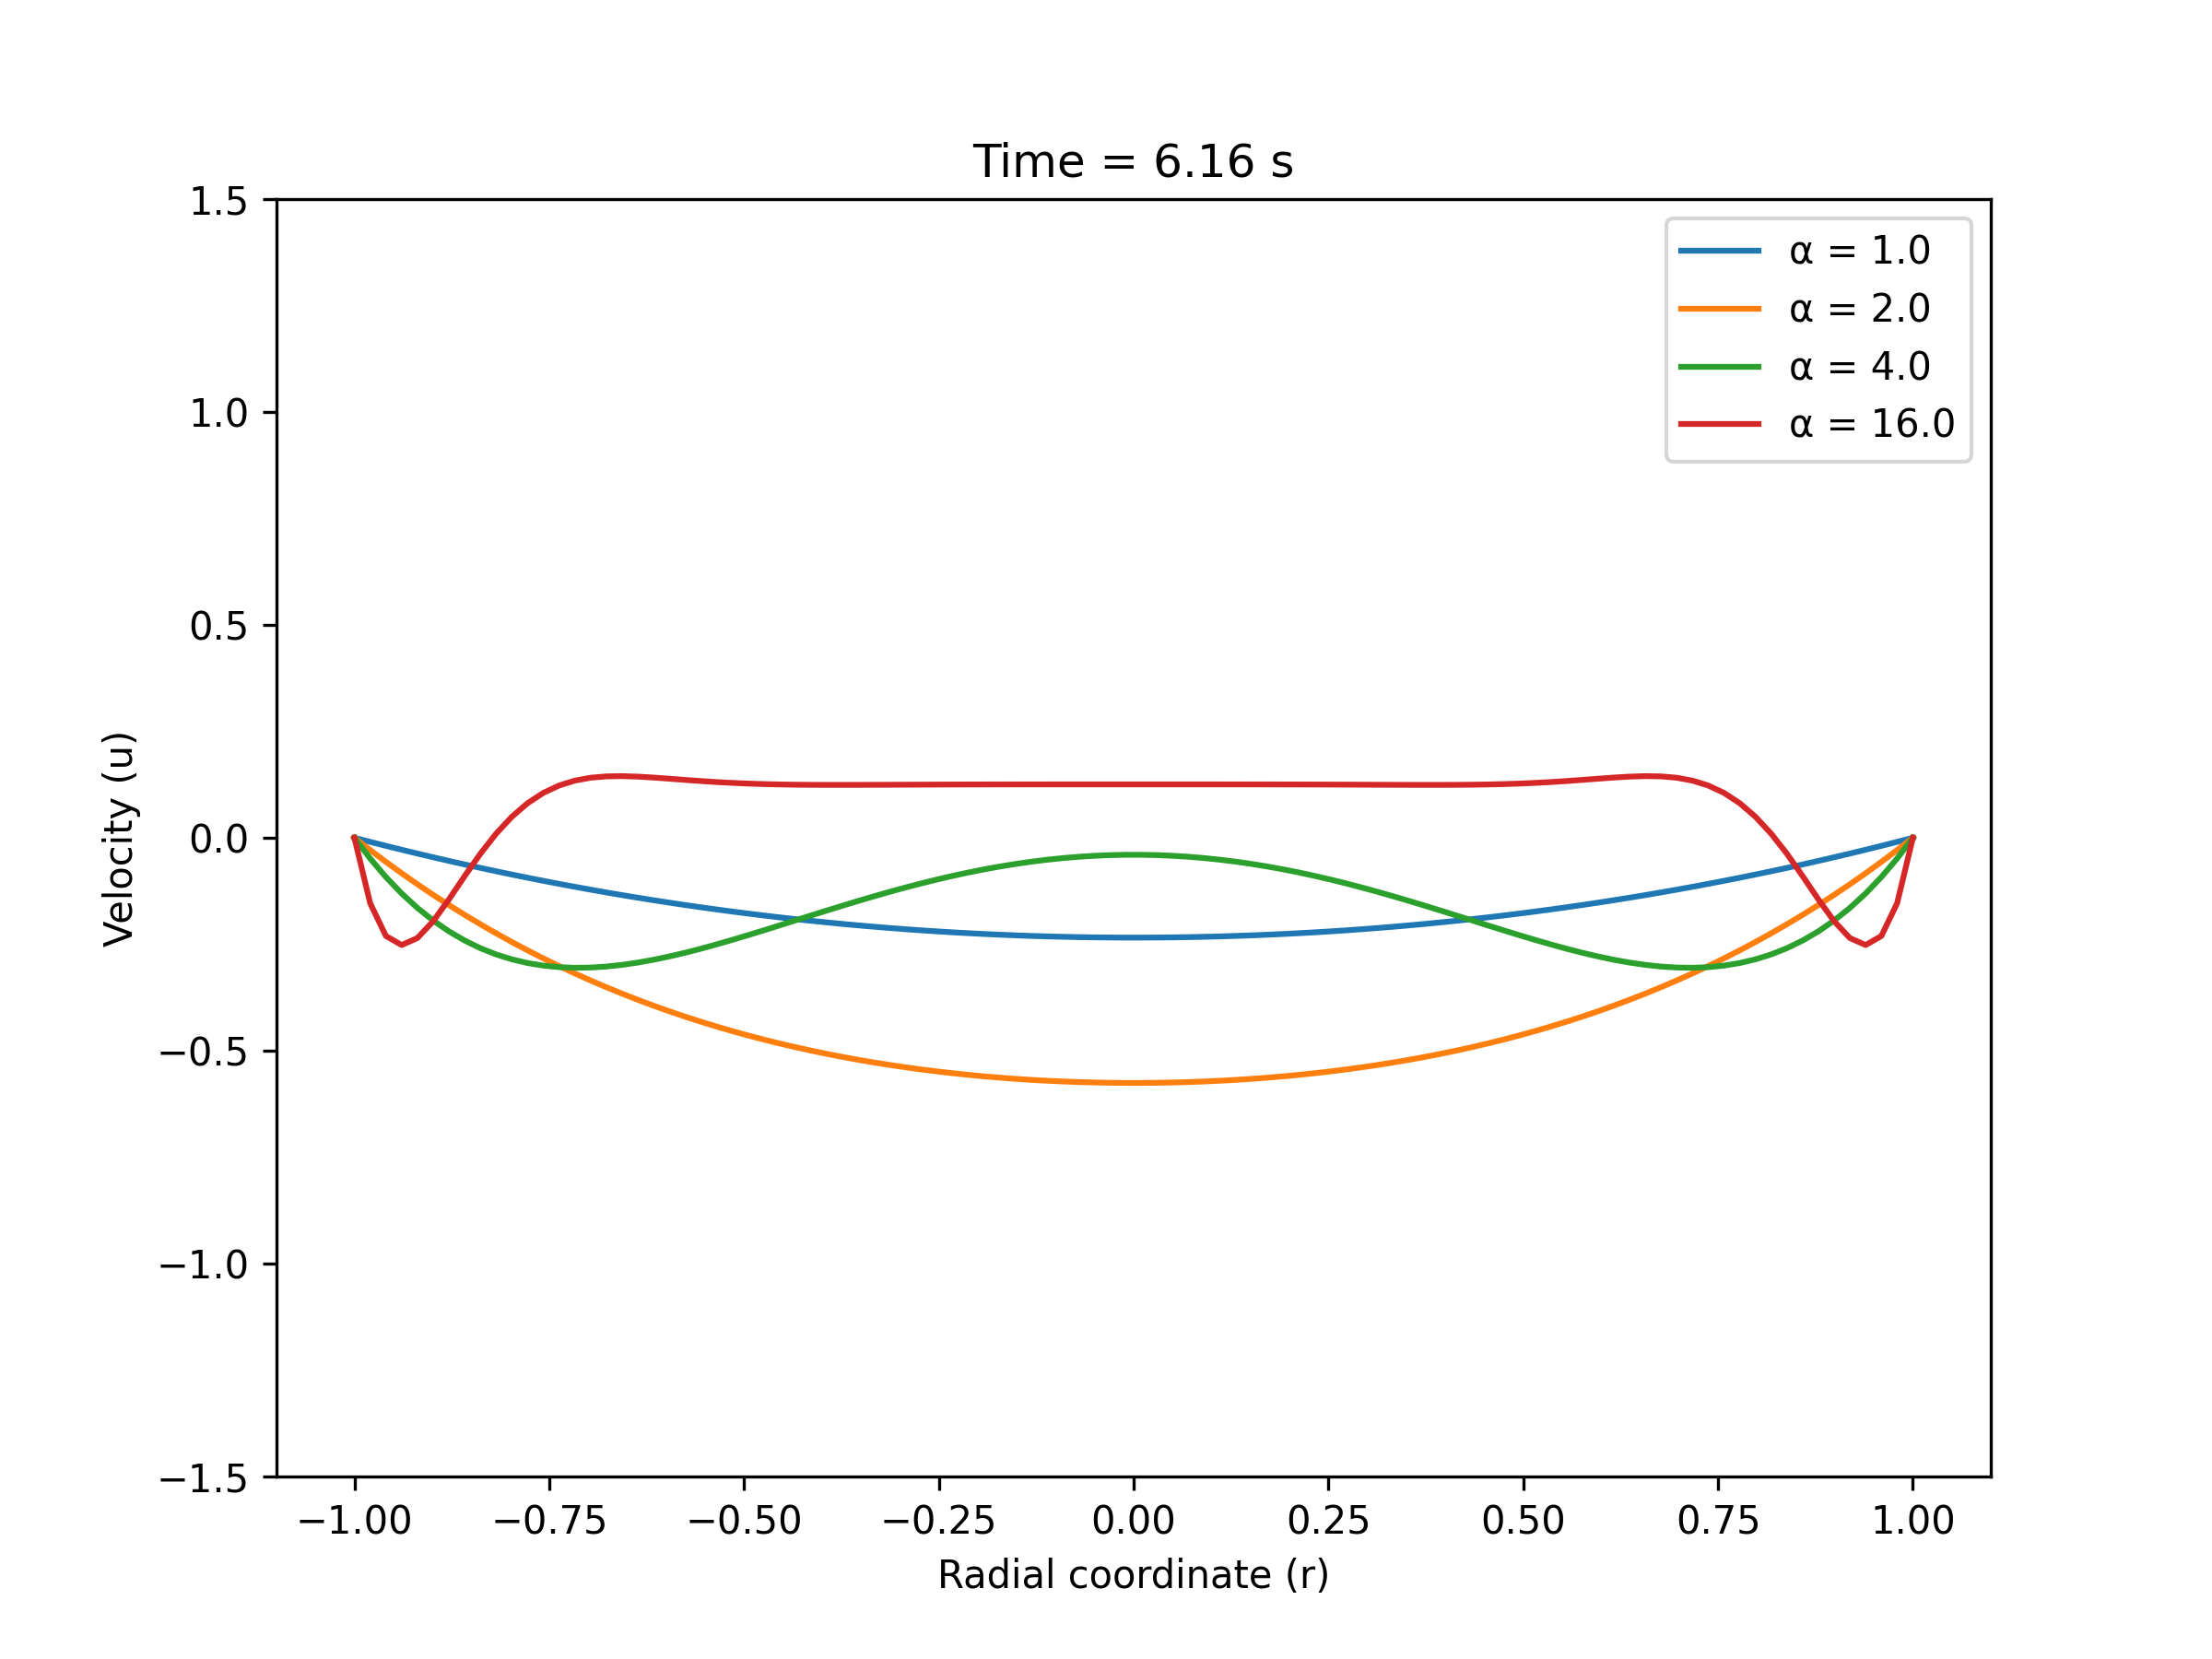 Time = 6.16 s
1.5
1.0
0.5
0.0
−0.5
−1.0
−1.5
Velocity (u)
α = 1.0
α = 2.0
α = 4.0
α = 16.0
−1.00 −0.75 −0.50 −0.25 0.00 0.25 0.50 0.75 1.00
Radial coordinate (r)